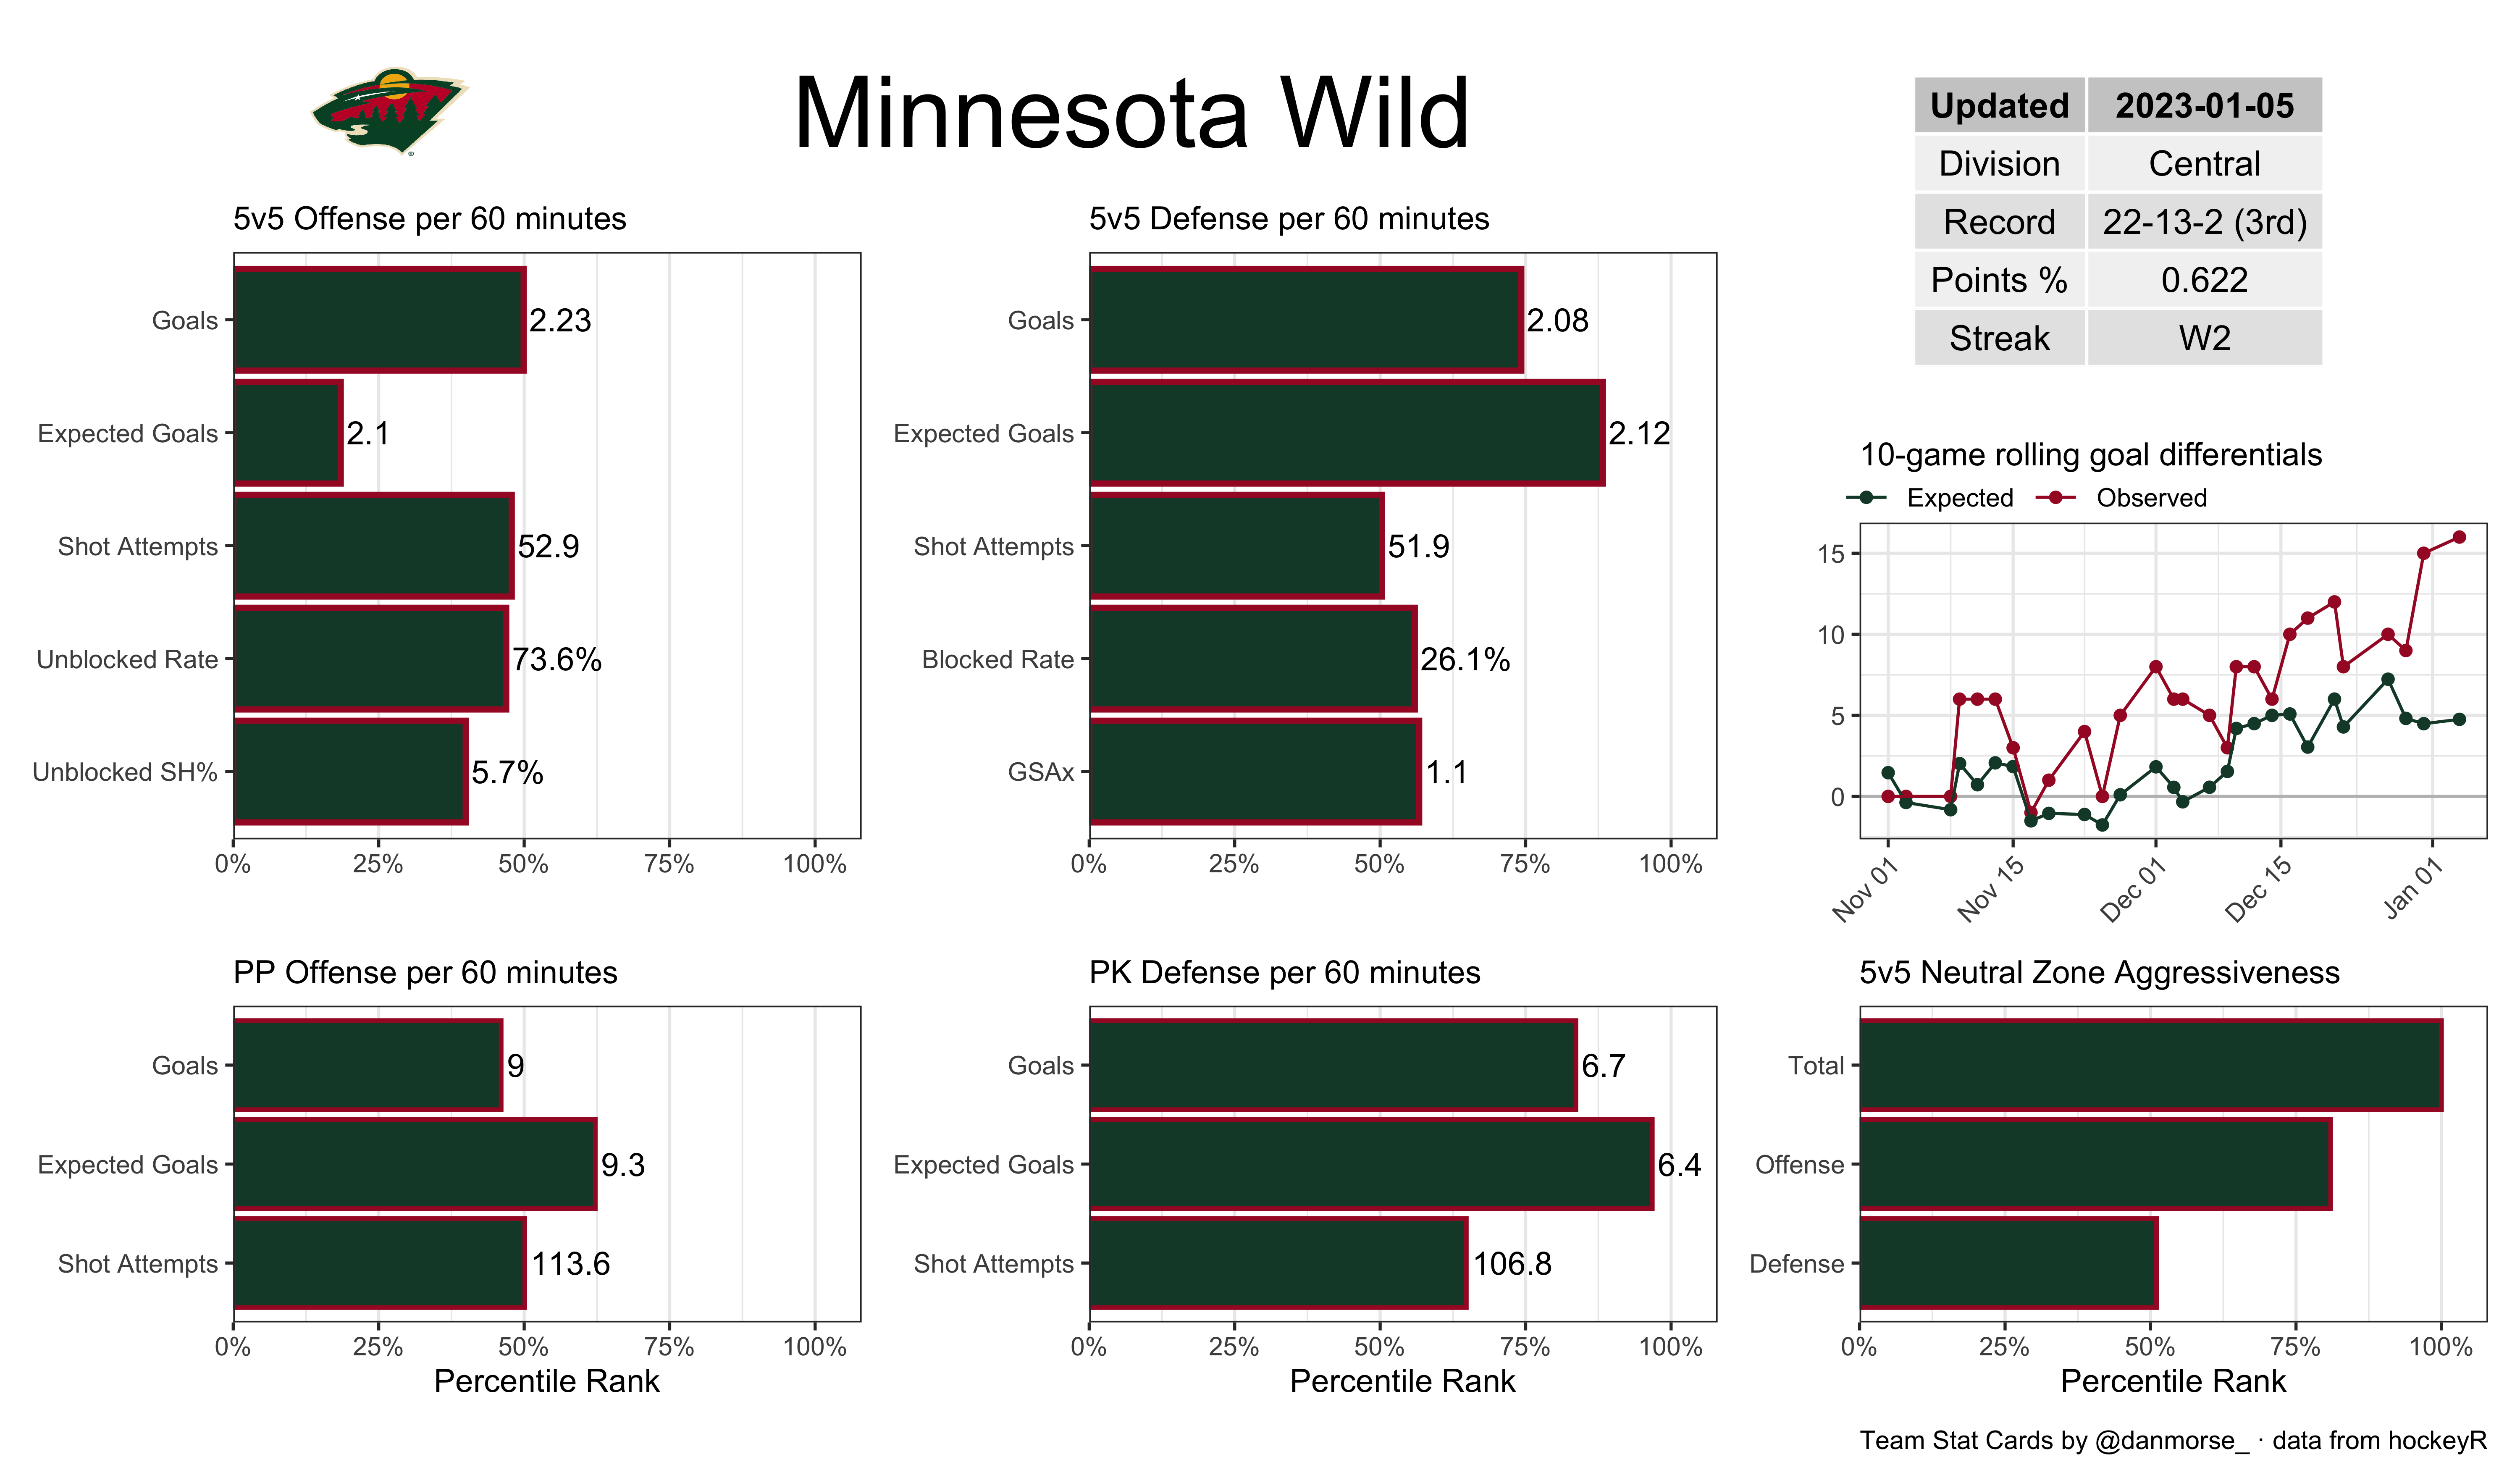 Minnesota Wild
Updated 2023-01-05
Division Central
Record 22-13-2 (3rd)
Points % 0.622
Streak W2
5v5 Offense per 60 minutes
Goals 2.23
Expected Goals 2.1
Shot Attempts 52.9
Unblocked Rate 73.6%
Unblocked SH% 5.7%
0% 25% 50% 75% 100%
5v5 Defense per 60 minutes
Goals 2.08
Expected Goals 2.12
Shot Attempts 51.9
Blocked Rate 26.1%
GSAx 1.1
0% 25% 50% 75% 100%
10-game rolling goal differentials
Expected Observed
15
10
5
0
Nov 01 Nov 15 Dec 01 Dec 15 Jan 01
PP Offense per 60 minutes
Goals 9
Expected Goals 9.3
Shot Attempts 113.6
0% 25% 50% 75% 100%
Percentile Rank
PK Defense per 60 minutes
Goals 6.7
Expected Goals 6.4
Shot Attempts 106.8
0% 25% 50% 75% 100%
Percentile Rank
5v5 Neutral Zone Aggressiveness
Total
Offense
Defense
0% 25% 50% 75% 100%
Percentile Rank
Team Stat Cards by @danmorse_ · data from hockeyR